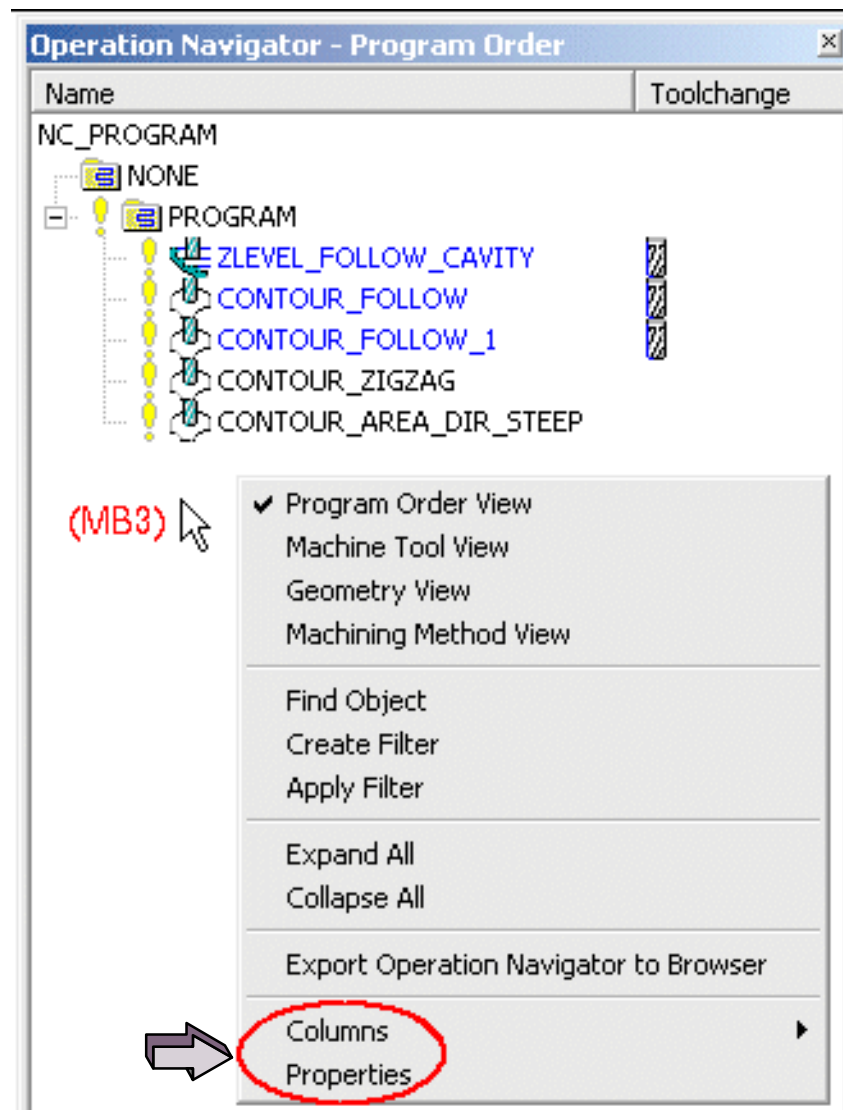 Operation Navigator - Program Order
Name Toolchange
NC_PROGRAM
NONE
PROGRAM
ZLEVEL_FOLLOW_CAVITY
CONTOUR_FOLLOW
CONTOUR_FOLLOW_1
CONTOUR_ZIGZAG
CONTOUR_AREA_DIR_STEEP
(MB3)
Program Order View
Machine Tool View
Geometry View
Machining Method View
Find Object
Create Filter
Apply Filter
Expand All
Collapse All
Export Operation Navigator to Browser
Columns
Properties